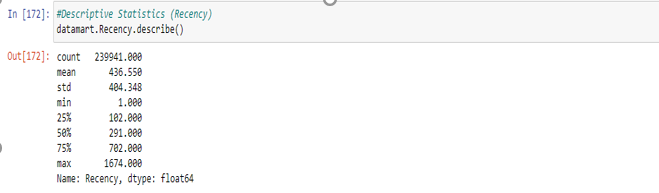 In [172]: #Descriptive Statistics (Recency)
datamart.Recency.describe()
Out[172]: count 239941.000
mean 436.550
std 404.348
min 1.000
25% 102.000
50% 291.000
75% 702.000
max 1674.000
Name: Recency, dtype: float64